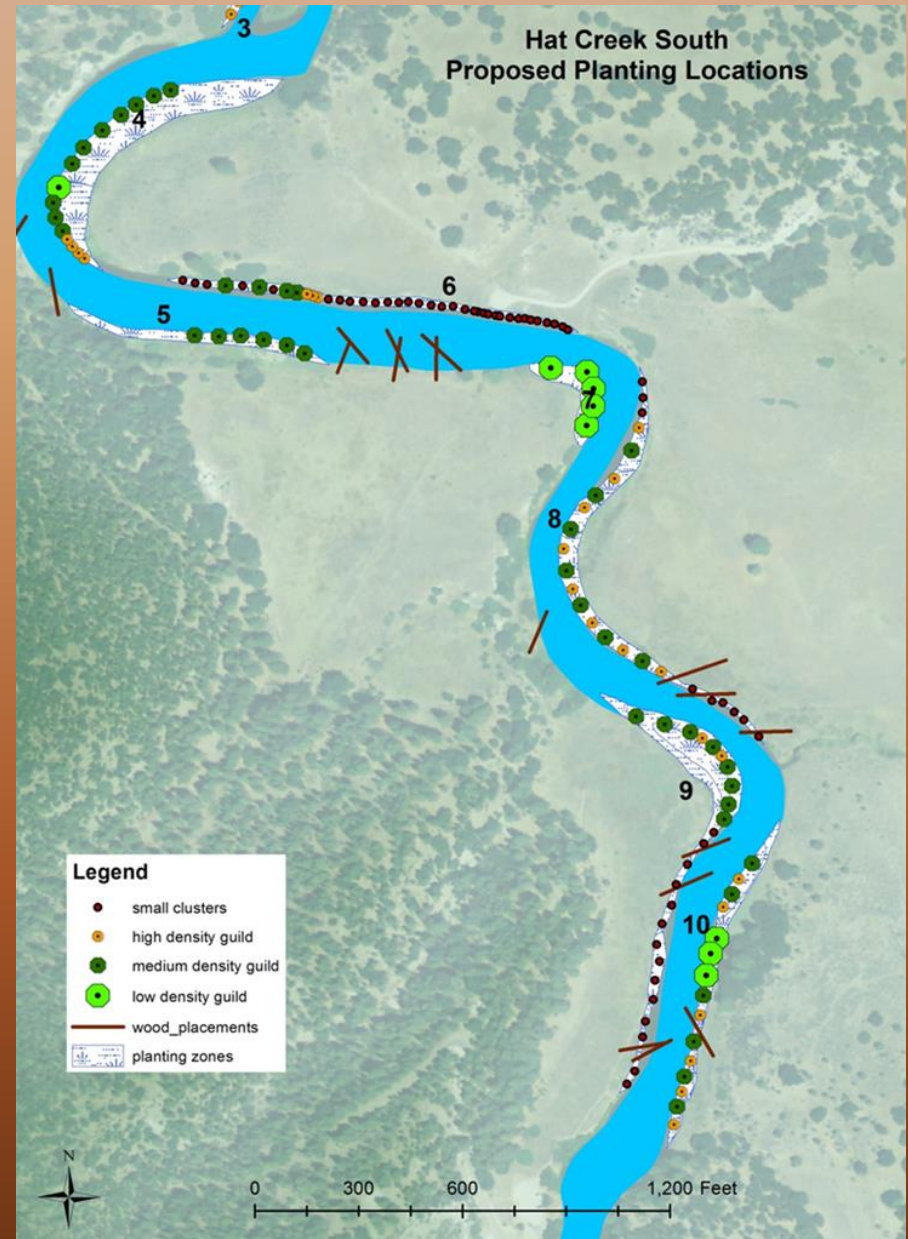 Hat Creek South
Proposed Planting Locations
3
4
6
5
7
8
9
10
Legend
small clusters
high density guild
medium density guild
low density guild
wood_placements
planting zones
N
0 300 600 1,200 Feet